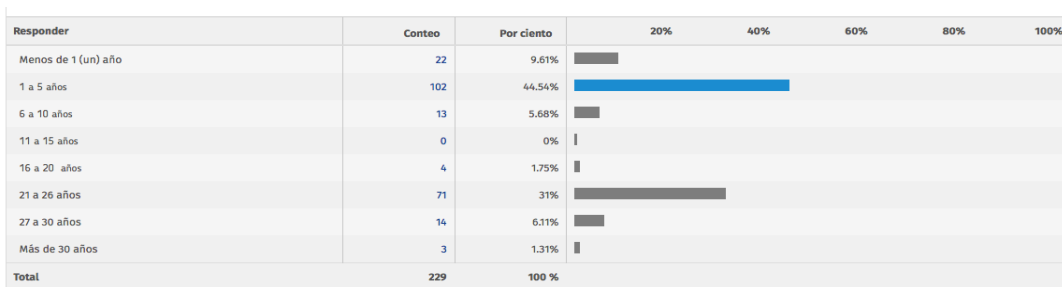 Responder Conteo Por ciento 20% 40% 60% 80% 100%
Menos de 1 (un) año 22 9.61%
1 a 5 años 102 44.54%
6 a 10 años 13 5.68%
11 a 15 años 0 0%
16 a 20 años 4 1.75%
21 a 26 años 71 31%
27 a 30 años 14 6.11%
Más de 30 años 3 1.31%
Total 229 100 %